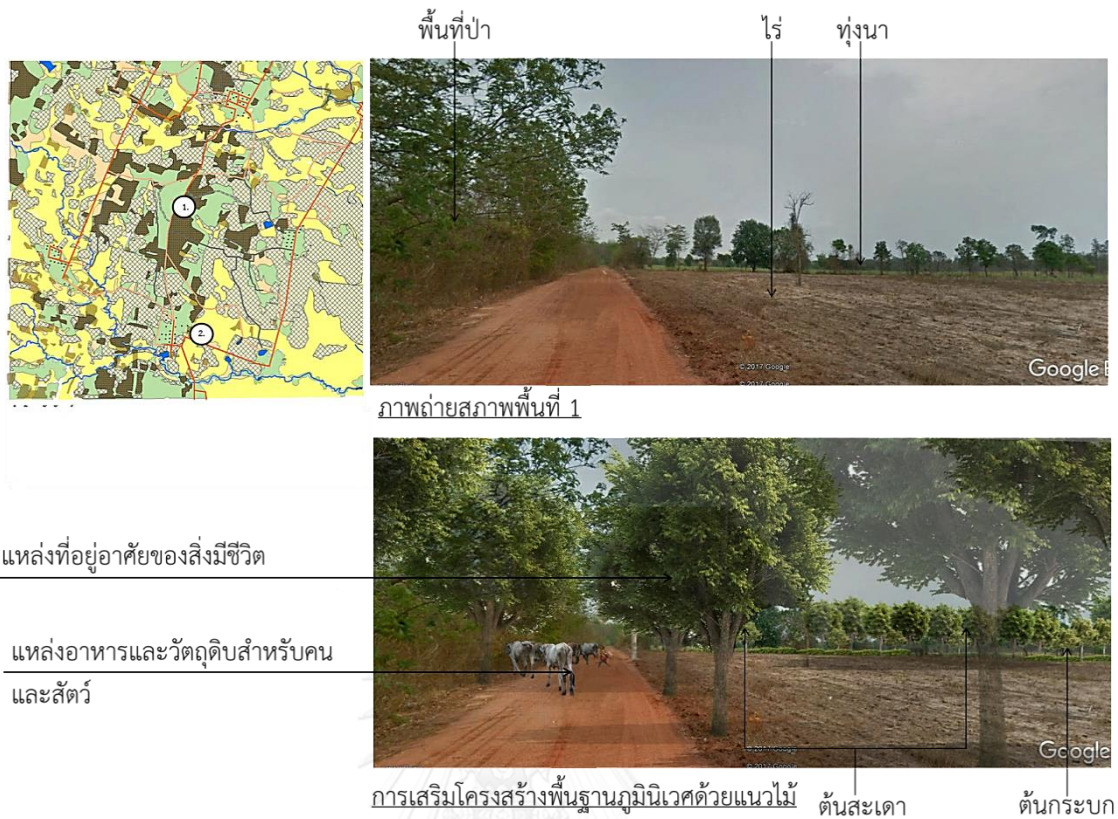 พื้นที่ป่า
ไร่
ทุ่งนา
1.
2.
© 2017 Google
Google
ภาพถ่ายสภาพพื้นที่ 1
แหล่งที่อยู่อาศัยของสิ่งมีชีวิต
แหล่งอาหารและวัตถุดิบสำหรับคน
และสัตว์
© 2017 Google
© 2017 Google
Google
การเสริมโครงสร้างพื้นฐานภูมินิเวศด้วยแนวไม้
ต้นสะเดา
ต้นกระบก